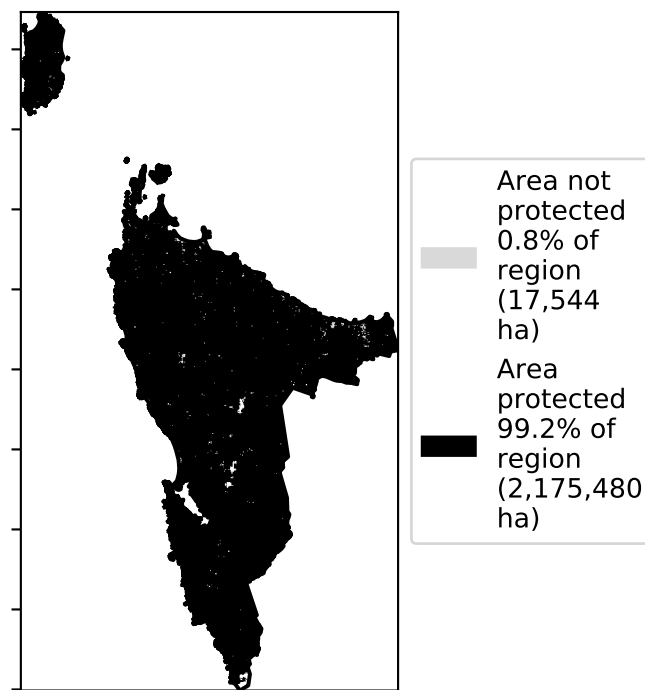 Area not
protected
0.8% of
region
(17,544
ha)
Area
protected
99.2% of
region
(2,175,480
ha)